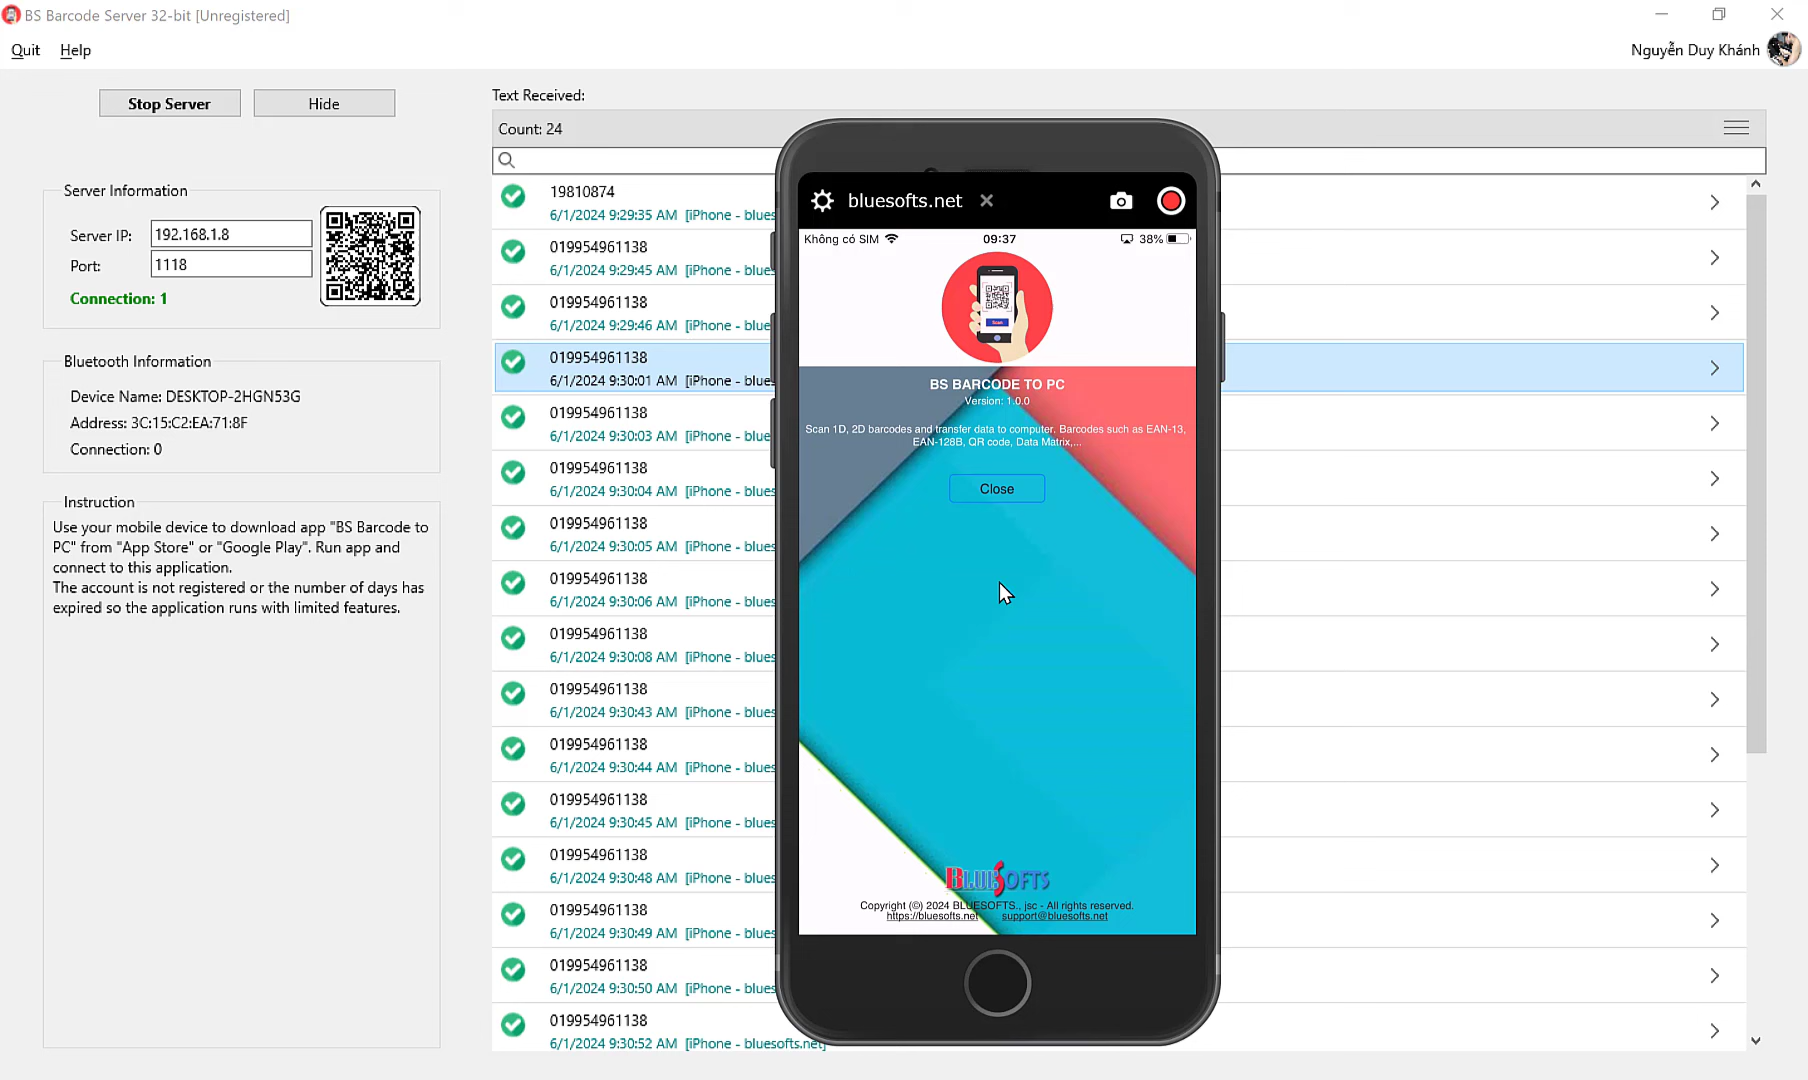 BS Barcode Server 32-bit [Unregistered]
Quit Help
Nguyễn Duy Khánh
Stop Server
Hide
Server Information
Server IP: 192.168.1.8
Port: 1118
Connection: 1
Bluetooth Information
Device Name: DESKTOP-2HGN53G
Address: 3C:15:C2:EA:71:8F
Connection: 0
Instruction
Use your mobile device to download app "BS Barcode to
PC" from "App Store" or "Google Play". Run app and
connect to this application.
The account is not registered or the number of days has
expired so the application runs with limited features.
Text Received:
Count: 24
19810874
6/1/2024 9:29:35 AM [iPhone - blues
019954961138
6/1/2024 9:29:45 AM [iPhone - blues
019954961138
6/1/2024 9:29:46 AM [iPhone - blues
019954961138
6/1/2024 9:30:01 AM [iPhone - blues
019954961138
6/1/2024 9:30:03 AM [iPhone - blues
019954961138
6/1/2024 9:30:04 AM [iPhone - blues
019954961138
6/1/2024 9:30:05 AM [iPhone - blues
019954961138
6/1/2024 9:30:06 AM [iPhone - blues
019954961138
6/1/2024 9:30:08 AM [iPhone - blues
019954961138
6/1/2024 9:30:43 AM [iPhone - blues
019954961138
6/1/2024 9:30:44 AM [iPhone - blues
019954961138
6/1/2024 9:30:45 AM [iPhone - blues
019954961138
6/1/2024 9:30:48 AM [iPhone - blues
019954961138
6/1/2024 9:30:49 AM [iPhone - blues
019954961138
6/1/2024 9:30:50 AM [iPhone - blues
019954961138
6/1/2024 9:30:52 AM [iPhone - bluesofts.net]
bluesofts.net
Không có SIM 09:37 38%
Scan
BS BARCODE TO PC
Version: 1.0.0
Scan 1D, 2D barcodes and transfer data to computer. Barcodes such as EAN-13,
EAN-128B, QR code, Data Matrix,...
Close
BLUESOFTS
Copyright (©) 2024 BLUESOFTS., jsc - All rights reserved.
https://bluesofts.net support@bluesofts.net